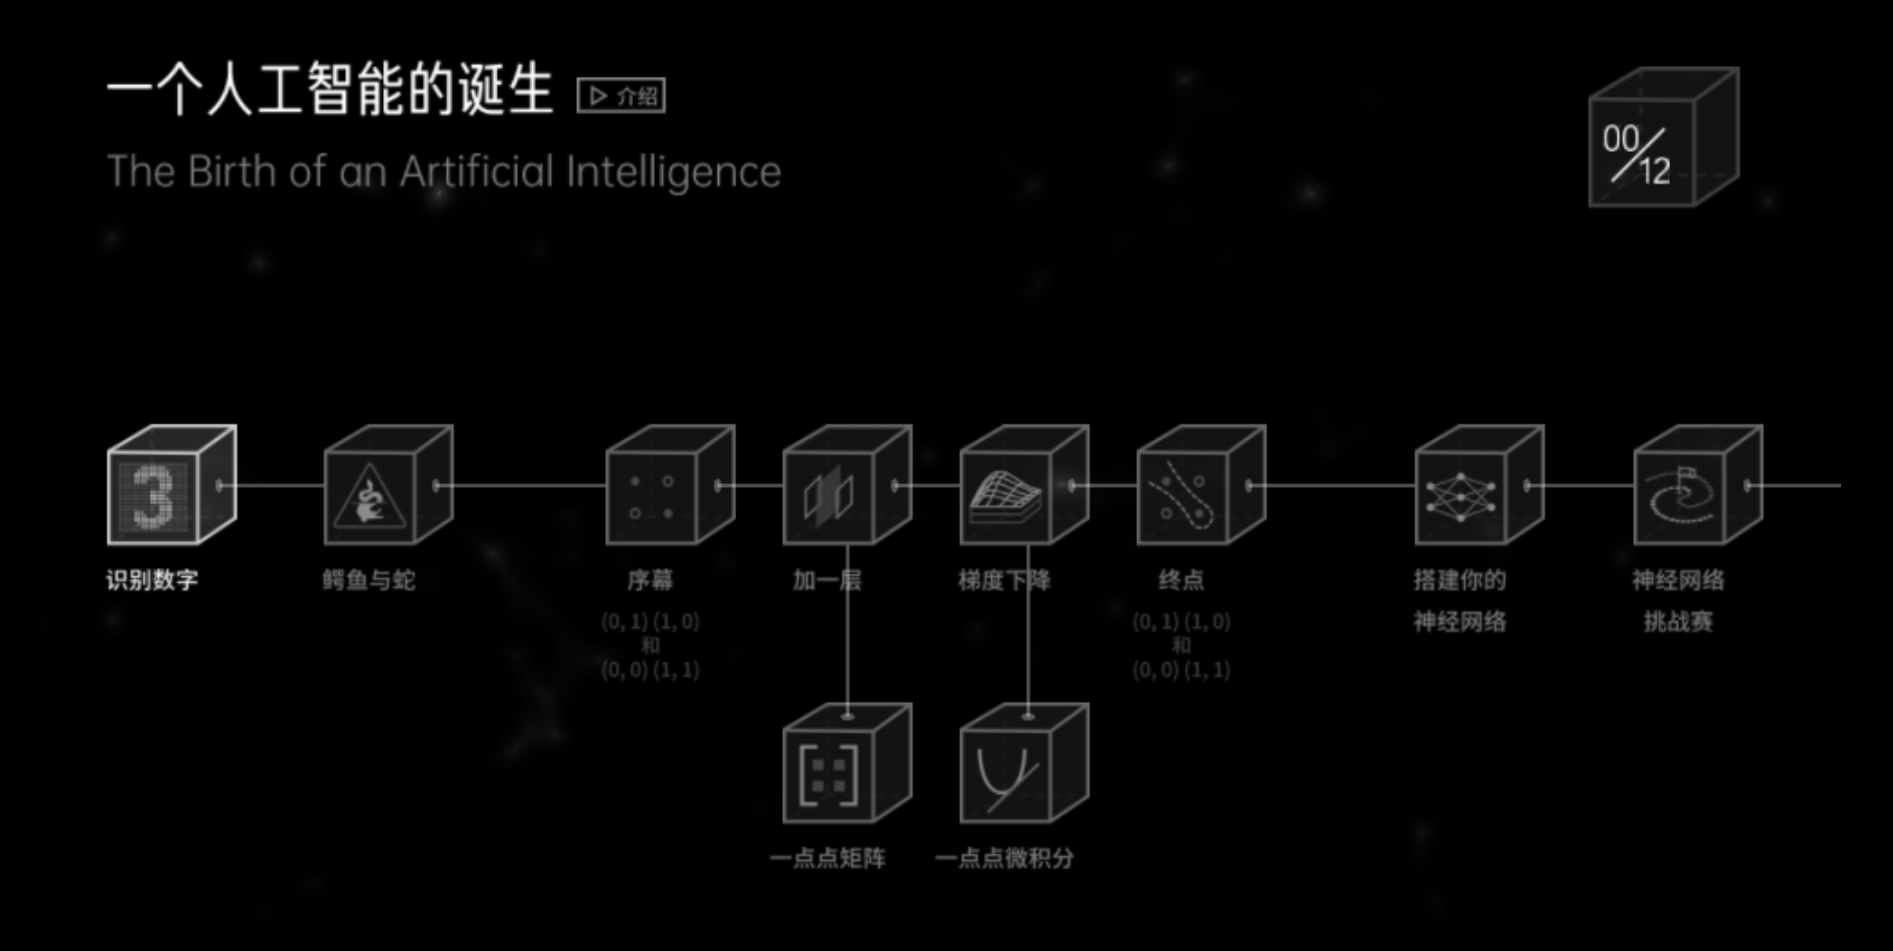 一个人工智能的诞生
介绍
The Birth of an Artificial Intelligence
00/12
3
识别数字
鳄鱼与蛇
序幕
(0, 1) (1, 0)
和
(0, 0) (1, 1)
加一层
梯度下降
终点
(0, 1) (1, 0)
和
(0, 0) (1, 1)
搭建你的
神经网络
神经网络
挑战赛
一点点矩阵
一点点微积分